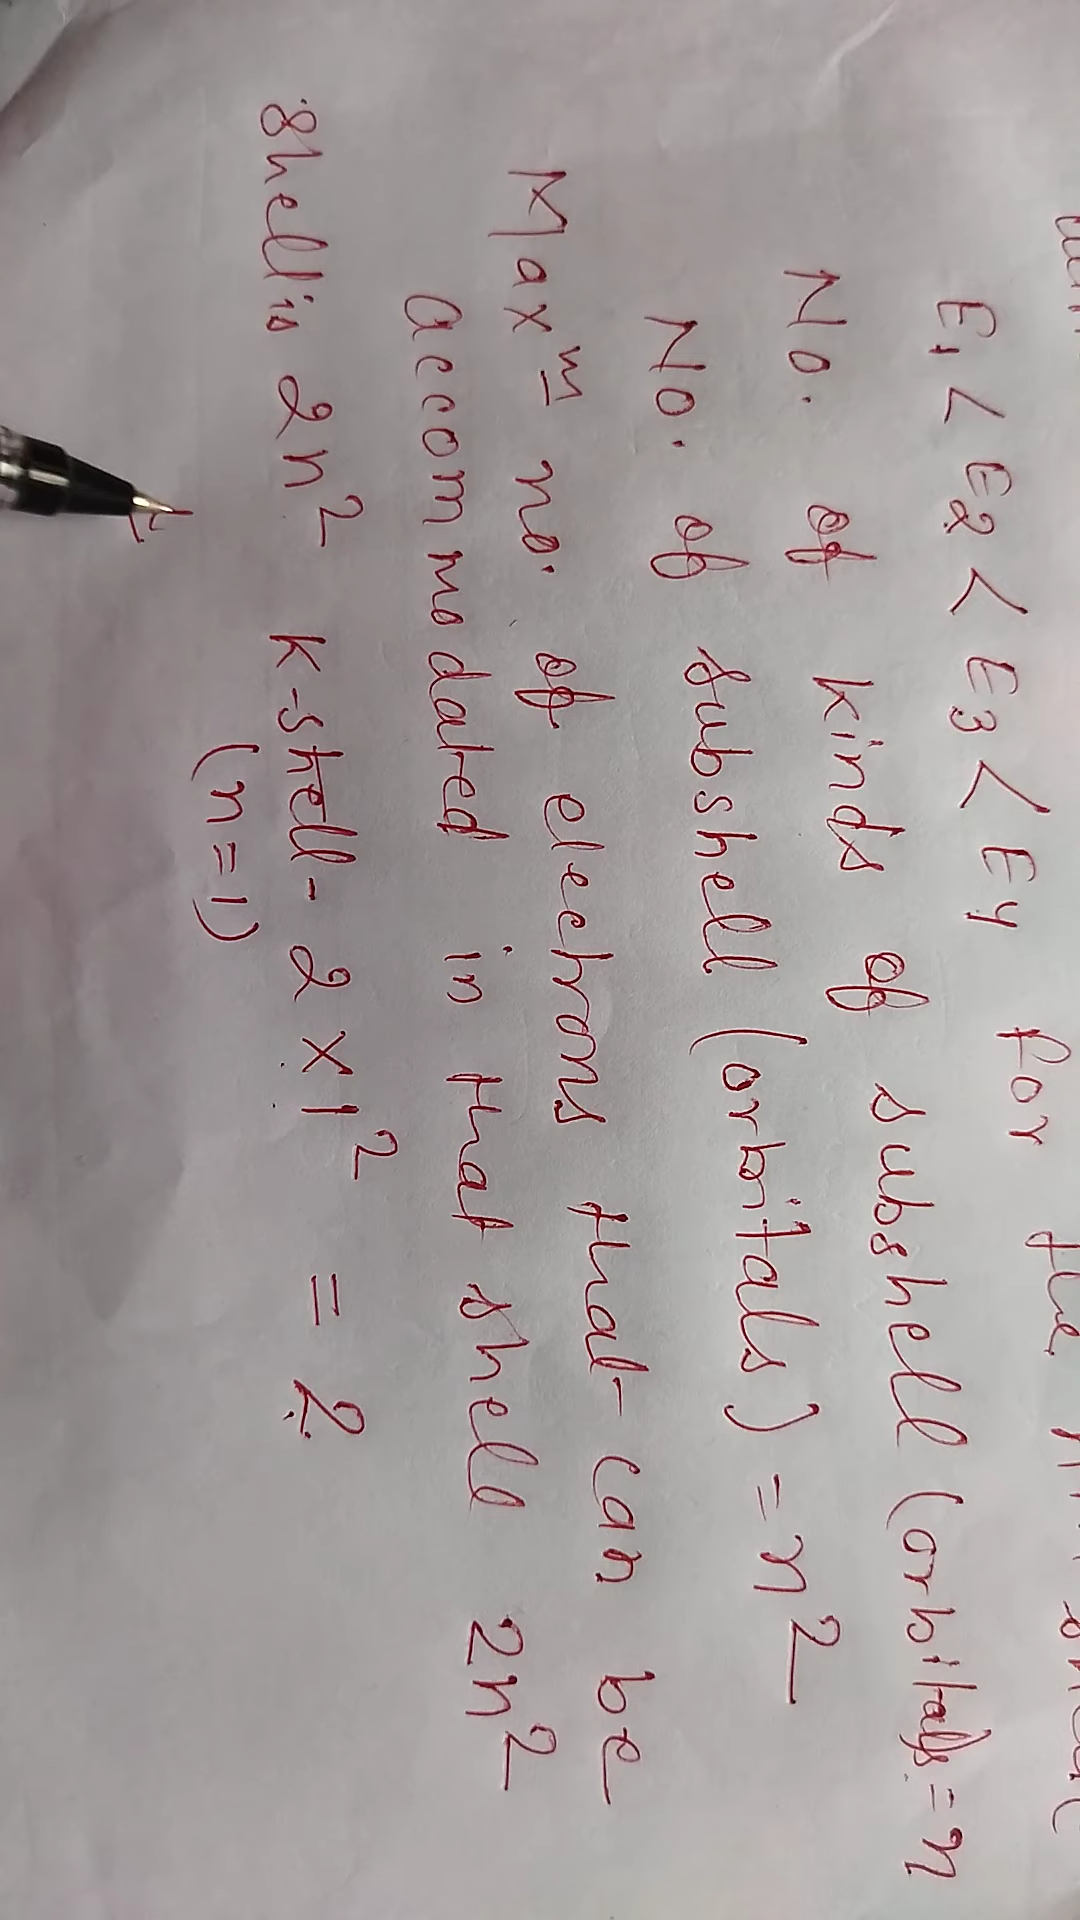 for the
E1 < E2 < E3 < E4
No. of kinds of subshell (orbitals = n
No. of subshell (orbitals) = n²
Maxᵐ no. of electrons that can be
accommodated in that shell 2n²
shell is 2n² K-shell - 2 × 1² = 2
(n = 1)
L